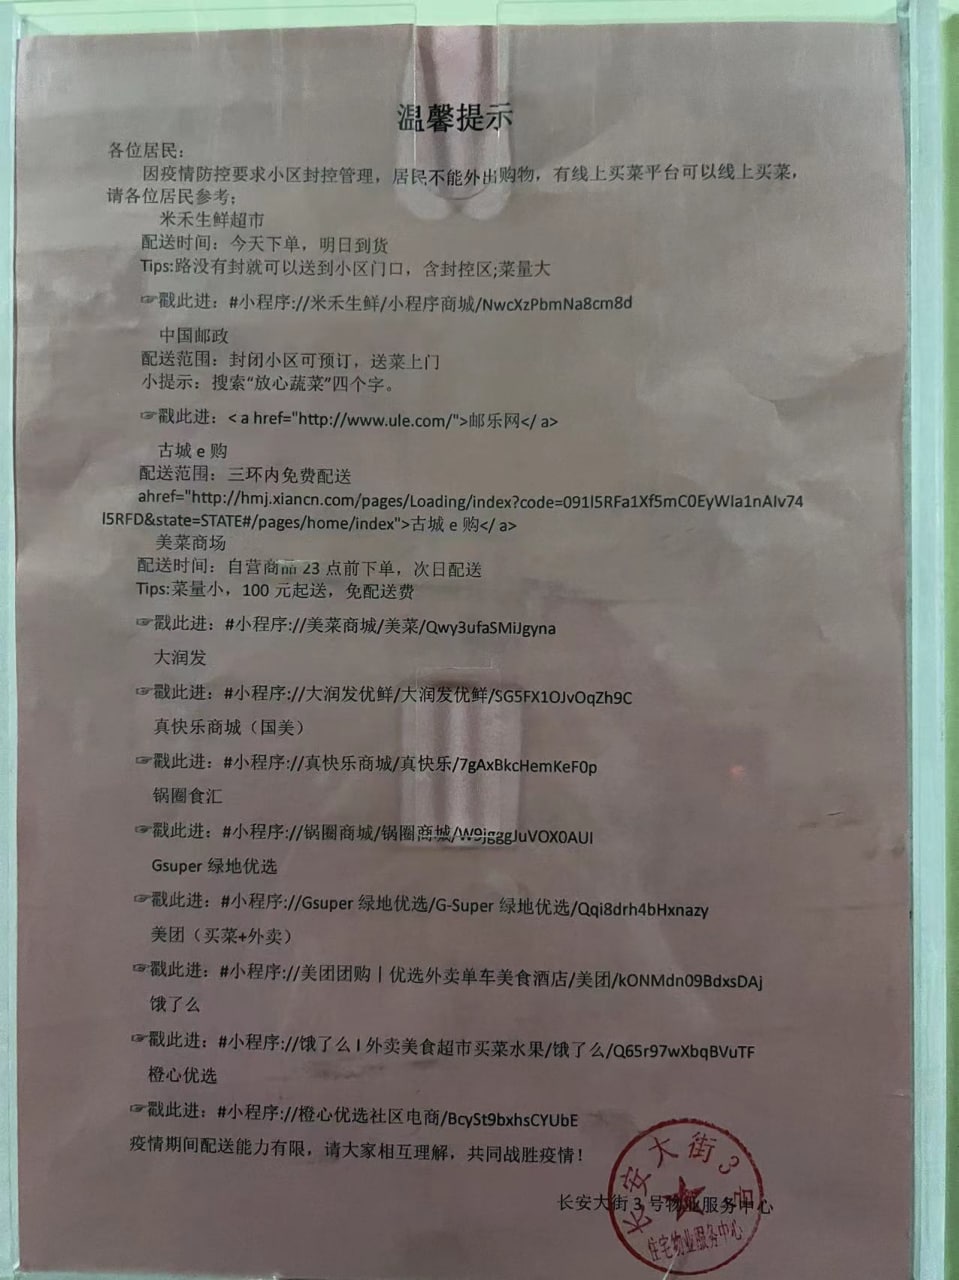 温馨提示
各位居民：
因疫情防控要求小区封控管理，居民不能外出购物，有线上买菜平台可以线上买菜，
请各位居民参考；
米禾生鲜超市
配送时间：今天下单，明日到货
Tips:路没有封就可以送到小区门口，含封控区;菜量大
☞戳此进：#小程序://米禾生鲜/小程序商城/NwcXzPbmNa8cm8d
中国邮政
配送范围：封闭小区可预订，送菜上门
小提示：搜索“放心蔬菜”四个字。
☞戳此进：< a href="http://www.ule.com/">邮乐网</ a>
古城 e 购
配送范围：三环内免费配送
ahref="http://hmj.xiancn.com/pages/Loading/index?code=091I5RFa1Xf5mC0EyWIa1nAIv74
I5RFD&state=STATE#/pages/home/index">古城 e 购</ a>
美菜商场
配送时间：自营商品 23 点前下单，次日配送
Tips:菜量小，100 元起送，免配送费
☞戳此进：#小程序://美菜商城/美菜/Qwy3ufaSMiJgyna
大润发
☞戳此进：#小程序://大润发优鲜/大润发优鲜/SG5FX1OJvOqZh9C
真快乐商城（国美）
☞戳此进：#小程序://真快乐商城/真快乐/7gAxBkcHemKeF0p
锅圈食汇
☞戳此进：#小程序://锅圈商城/锅圈商城/W9jgggJuVOX0AUI
Gsuper 绿地优选
☞戳此进：#小程序://Gsuper 绿地优选/G-Super 绿地优选/Qqi8drh4bHxnazy
美团（买菜+外卖）
☞戳此进：#小程序://美团团购丨优选外卖单车美食酒店/美团/kONMdn09BdxsDAj
饿了么
☞戳此进：#小程序://饿了么 l 外卖美食超市买菜水果/饿了么/Q65r97wXbqBVuTF
橙心优选
☞戳此进：#小程序://橙心优选社区电商/BcySt9bxhsCYUbE
疫情期间配送能力有限，请大家相互理解，共同战胜疫情！
长安大街 3 号物业服务中心
长安大街3号
住宅物业服务中心